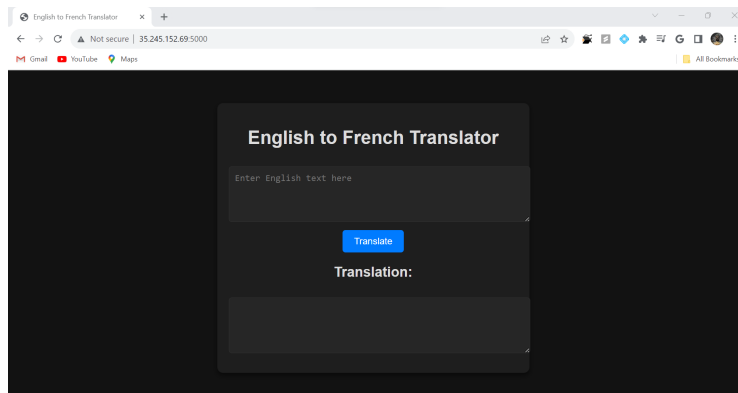 English to French Translator
Not secure | 35.245.152.69:5000
Gmail YouTube Maps All Bookmarks
English to French Translator
Enter English text here
Translate
Translation: